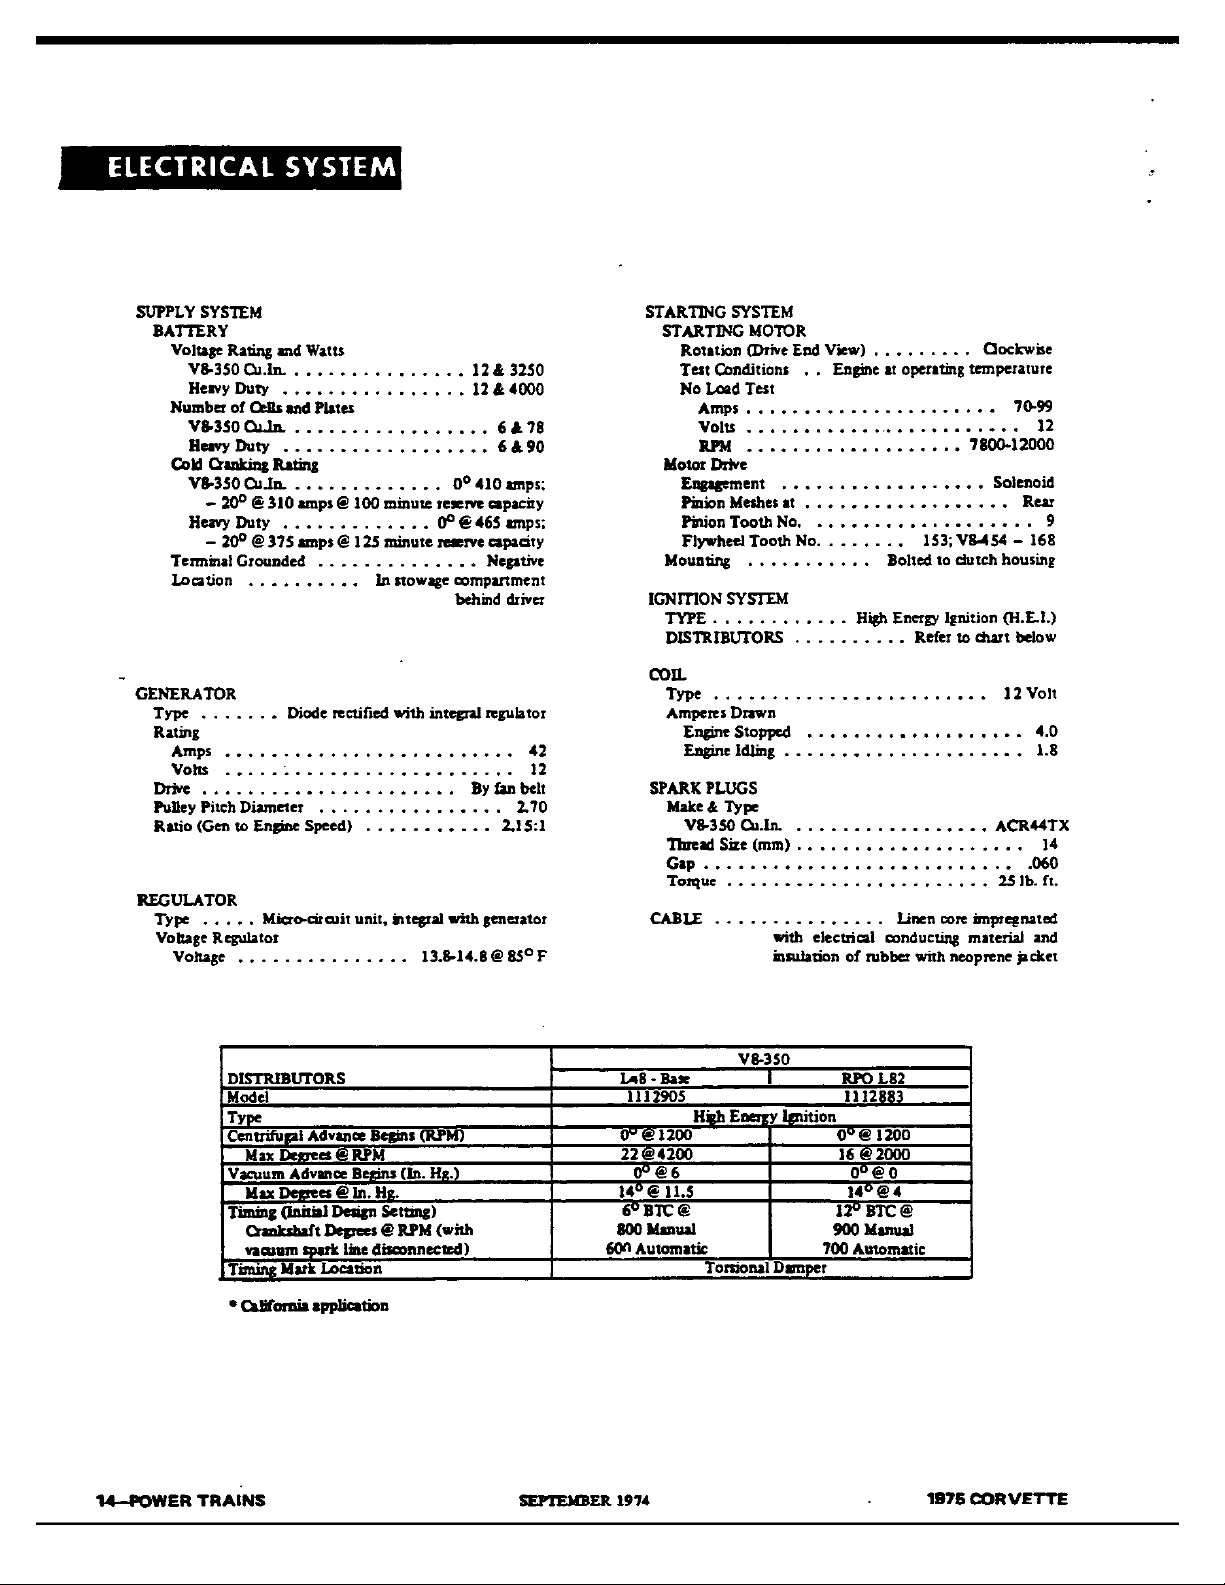 ELECTRICAL SYSTEM
SUPPLY SYSTEM
BATTERY
Voltage Rating and Watts
V8-350 Cu.In. . . . . . . . . . . . . . . . 12 & 3250
Heavy Duty . . . . . . . . . . . . . . . . 12 & 4000
Number of Cells and Plates
V8-350 Cu.In. . . . . . . . . . . . . . . . . . 6 & 78
Heavy Duty . . . . . . . . . . . . . . . . . . 6 & 90
Cold Cranking Rating
V8-350 Cu.In. . . . . . . . . . . . . . 0° 410 amps;
– 20° @ 310 amps @ 100 minute reserve capacity
Heavy Duty . . . . . . . . . . . . . 0° @ 465 amps;
– 20° @ 375 amps @ 125 minute reserve capacity
Terminal Grounded . . . . . . . . . . . . . . Negative
Location . . . . . . . . . . In stowage compartment
behind driver
GENERATOR
Type . . . . . . . Diode rectified with integral regulator
Rating
Amps . . . . . . . . . . . . . . . . . . . . . . . . . 42
Volts . . . . . . . . . . . . . . . . . . . . . . . . . 12
Drive . . . . . . . . . . . . . . . . . . . . . . By fan belt
Pulley Pitch Diameter . . . . . . . . . . . . . . . . 2.70
Ratio (Gen to Engine Speed) . . . . . . . . . . . 2.15:1
REGULATOR
Type . . . . . Micro-circuit unit, integral with generator
Voltage Regulator
Voltage . . . . . . . . . . . . . . . 13.8-14.8 @ 85° F
STARTING SYSTEM
STARTING MOTOR
Rotation (Drive End View) . . . . . . . . . Clockwise
Test Conditions . . Engine at operating temperature
No Load Test
Amps . . . . . . . . . . . . . . . . . . . . . . 70-99
Volts . . . . . . . . . . . . . . . . . . . . . . . . 12
RPM . . . . . . . . . . . . . . . . . . . 7800-12000
Motor Drive
Engagement . . . . . . . . . . . . . . . . . . Solenoid
Pinion Meshes at . . . . . . . . . . . . . . . . . . Rear
Pinion Tooth No. . . . . . . . . . . . . . . . . . . . 9
Flywheel Tooth No. . . . . . . . 153; V8-454 – 168
Mounting . . . . . . . . . . . Bolted to clutch housing
IGNITION SYSTEM
TYPE . . . . . . . . . . . . High Energy Ignition (H.E.I.)
DISTRIBUTORS . . . . . . . . . . Refer to chart below
COIL
Type . . . . . . . . . . . . . . . . . . . . . . . . 12 Volt
Amperes Drawn
Engine Stopped . . . . . . . . . . . . . . . . . . . 4.0
Engine Idling . . . . . . . . . . . . . . . . . . . . . 1.8
SPARK PLUGS
Make & Type
V8-350 Cu.In. . . . . . . . . . . . . . . . . . ACR44TX
Thread Size (mm) . . . . . . . . . . . . . . . . . . . . 14
Gap . . . . . . . . . . . . . . . . . . . . . . . . . . . .060
Torque . . . . . . . . . . . . . . . . . . . . . . . 25 lb. ft.
CABLE . . . . . . . . . . . . . . . Linen core impregnated
with electrical conducting material and
insulation of rubber with neoprene jacket
V8-350
DISTRIBUTORS L48 - Base RPO L82
Model 1112905 1112883
Type High Energy Ignition
Centrifugal Advance Begins (RPM) 0° @ 1200 0° @ 1200
Max Degrees @ RPM 22 @ 4200 16 @ 2000
Vacuum Advance Begins (In. Hg.) 0° @ 6 0° @ 0
Max Degrees @ In. Hg. 14° @ 11.5 14° @ 4
Timing (Initial Design Setting) 6° BTC @ 12° BTC @
Crankshaft Degrees @ RPM (with 800 Manual 900 Manual
vacuum spark line disconnected) 600 Automatic 700 Automatic
Timing Mark Location Torsional Damper
* California application
14—POWER TRAINS SEPTEMBER 1974 1975 CORVETTE